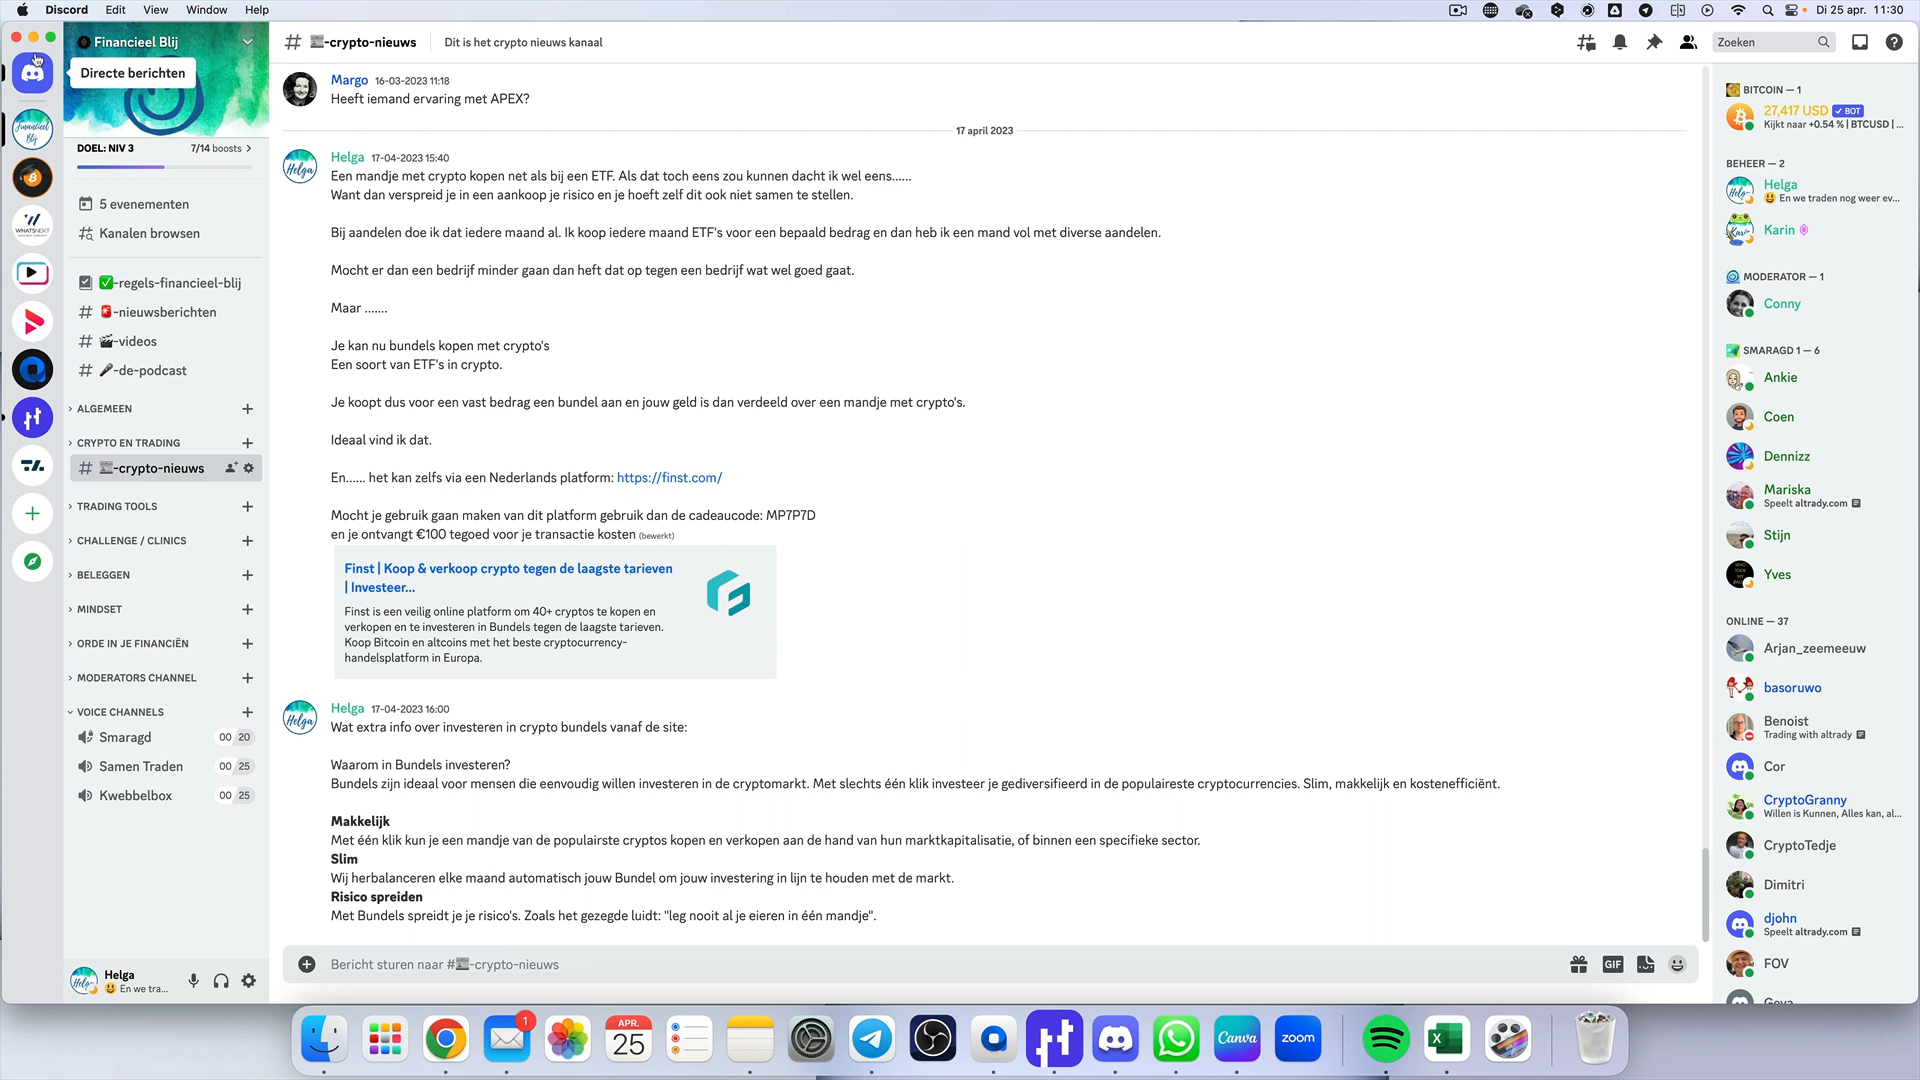 Discord Edit View Window Help
Di 25 apr. 11:30
Financieel Blij
Directe berichten
DOEL: NIV 3 7/14 boosts
5 evenementen
Kanalen browsen
-regels-financieel-blij
-nieuwsberichten
-videos
-de-podcast
ALGEMEEN
CRYPTO EN TRADING
-crypto-nieuws
TRADING TOOLS
CHALLENGE / CLINICS
BELEGGEN
MINDSET
ORDE IN JE FINANCIËN
MODERATORS CHANNEL
VOICE CHANNELS
Smaragd 00 20
Samen Traden 00 25
Kwebbelbox 00 25
Helga
En we tra...
Financieel Blij
WHATSNEXT
# -crypto-nieuws Dit is het crypto nieuws kanaal
Zoeken
Margo 16-03-2023 11:18
Heeft iemand ervaring met APEX?
17 april 2023
Helga
Helga 17-04-2023 15:40
Een mandje met crypto kopen net als bij een ETF. Als dat toch eens zou kunnen dacht ik wel eens......
Want dan verspreid je in een aankoop je risico en je hoeft zelf dit ook niet samen te stellen.
Bij aandelen doe ik dat iedere maand al. Ik koop iedere maand ETF's voor een bepaald bedrag en dan heb ik een mand vol met diverse aandelen.
Mocht er dan een bedrijf minder gaan dan heft dat op tegen een bedrijf wat wel goed gaat.
Maar .......
Je kan nu bundels kopen met crypto's
Een soort van ETF's in crypto.
Je koopt dus voor een vast bedrag een bundel aan en jouw geld is dan verdeeld over een mandje met crypto's.
Ideaal vind ik dat.
En...... het kan zelfs via een Nederlands platform: https://finst.com/
Mocht je gebruik gaan maken van dit platform gebruik dan de cadeaucode: MP7P7D
en je ontvangt €100 tegoed voor je transactie kosten (bewerkt)
Finst | Koop & verkoop crypto tegen de laagste tarieven
| Investeer...
Finst is een veilig online platform om 40+ cryptos te kopen en
verkopen en te investeren in Bundels tegen de laagste tarieven.
Koop Bitcoin en altcoins met het beste cryptocurrency-
handelsplatform in Europa.
Helga
Helga 17-04-2023 16:00
Wat extra info over investeren in crypto bundels vanaf de site:
Waarom in Bundels investeren?
Bundels zijn ideaal voor mensen die eenvoudig willen investeren in de cryptomarkt. Met slechts één klik investeer je gediversifieerd in de populaireste cryptocurrencies. Slim, makkelijk en kostenefficiënt.
Makkelijk
Met één klik kun je een mandje van de populairste cryptos kopen en verkopen aan de hand van hun marktkapitalisatie, of binnen een specifieke sector.
Slim
Wij herbalanceren elke maand automatisch jouw Bundel om jouw investering in lijn te houden met de markt.
Risico spreiden
Met Bundels spreidt je je risico's. Zoals het gezegde luidt: "leg nooit al je eieren in één mandje".
Bericht sturen naar #-crypto-nieuws
GIF
BITCOIN — 1
27,417 USD BOT
Kijkt naar +0.54 % | BTCUSD | ...
BEHEER — 2
Helga
En we traden nog weer ev...
Karin
MODERATOR — 1
Conny
SMARAGD 1 — 6
Ankie
Coen
Dennizz
Mariska
Speelt altrady.com
Stijn
Yves
ONLINE — 37
Arjan_zeemeeuw
basoruwo
Benoist
Trading with altrady
Cor
CryptoGranny
Willen is Kunnen, Alles kan, al...
CryptoTedje
Dimitri
djohn
Speelt altrady.com
FOV
1
APR.
25
Canva
zoom